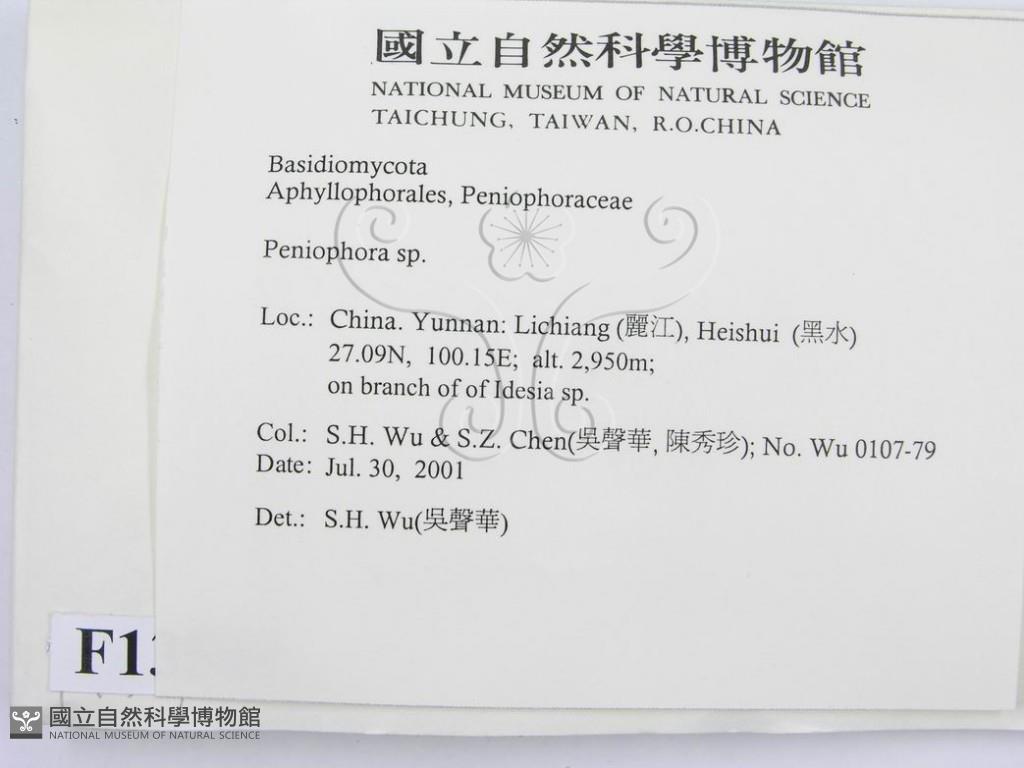 國立自然科學博物館
NATIONAL MUSEUM OF NATURAL SCIENCE
TAICHUNG, TAIWAN, R.O.CHINA
Basidiomycota
Aphyllophorales, Peniophoraceae
Peniophora sp.
Loc.: China. Yunnan: Lichiang (麗江), Heishui (黑水)
27.09N, 100.15E; alt. 2,950m;
on branch of of Idesia sp.
Col.: S.H. Wu & S.Z. Chen(吳聲華, 陳秀珍); No. Wu 0107-79
Date: Jul. 30, 2001
Det.: S.H. Wu(吳聲華)
F1
國立自然科學博物館
NATIONAL MUSEUM OF NATURAL SCIENCE